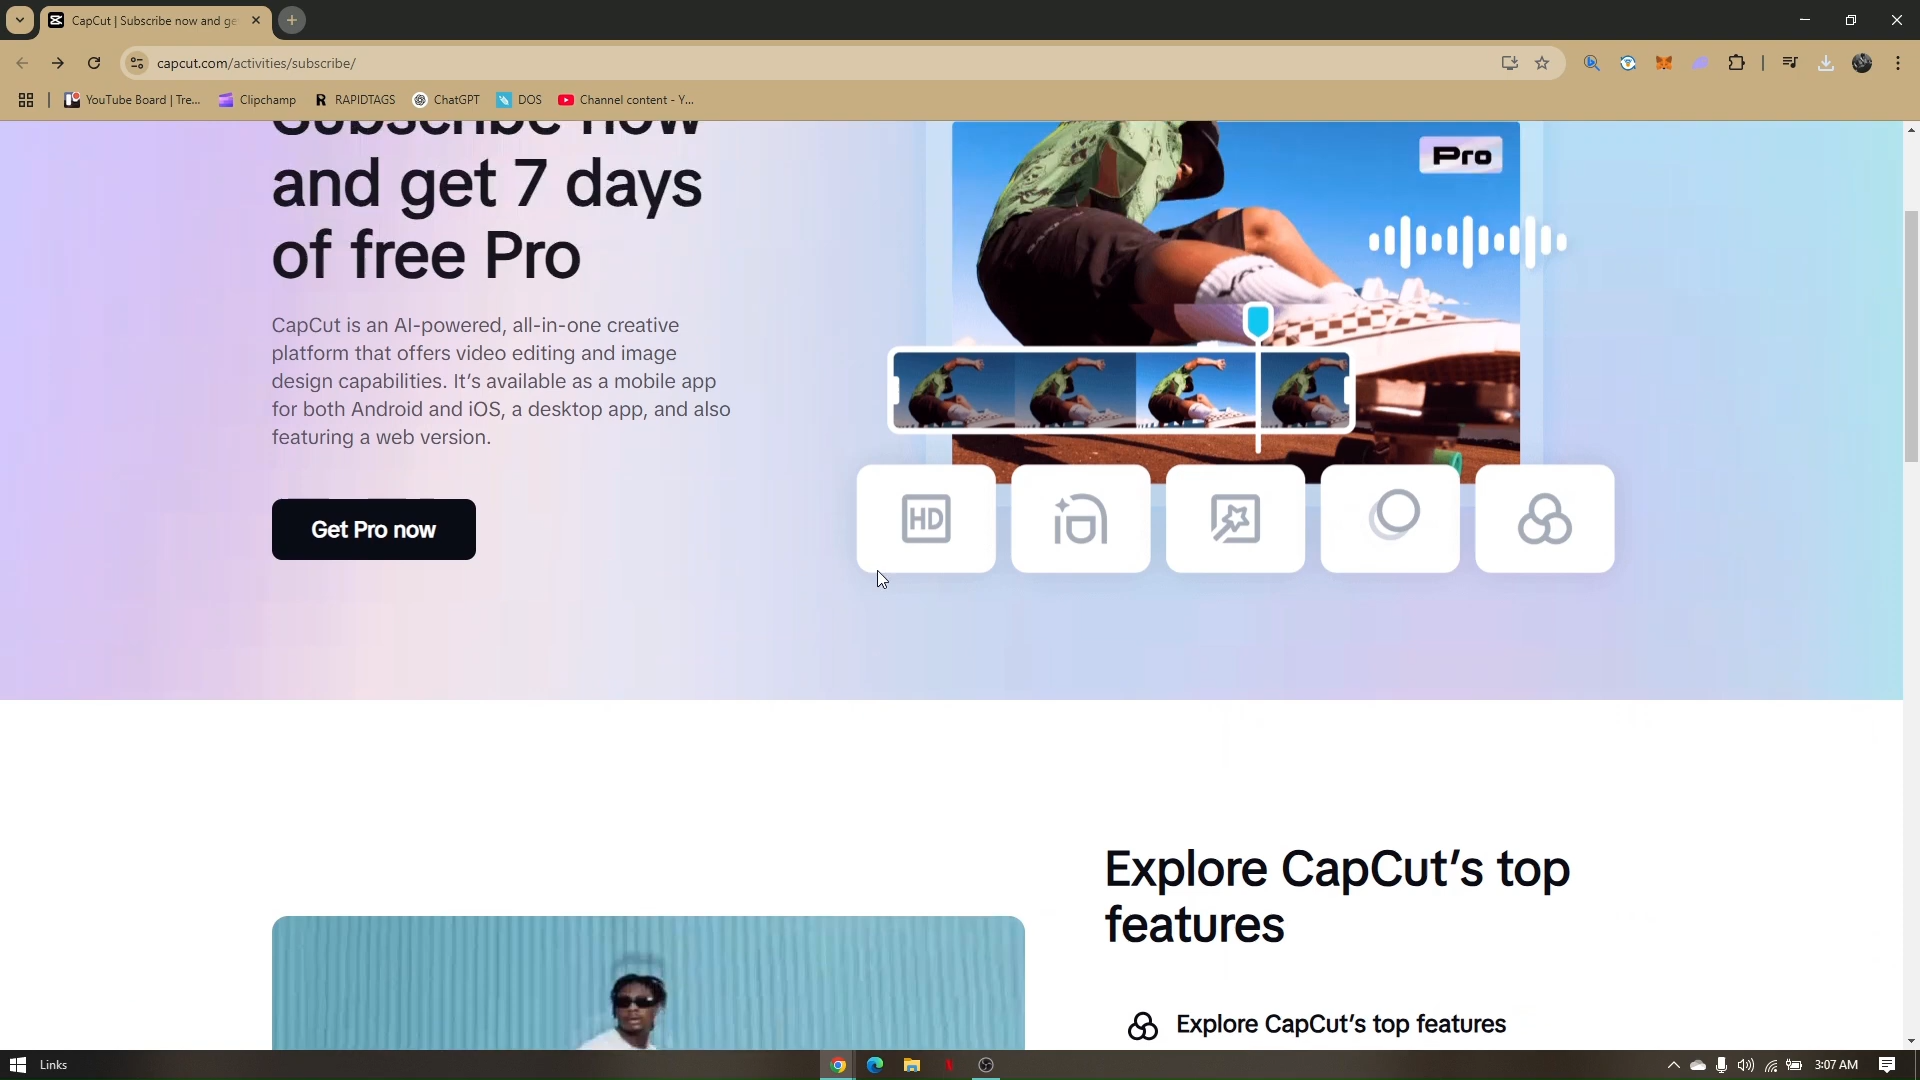 CapCut | Subscribe now and ge
capcut.com/activities/subscribe/
YouTube Board | Tre...
Clipchamp
RAPIDTAGS
ChatGPT
DOS
Channel content - Y...
Subscribe now
and get 7 days
of free Pro
CapCut is an AI-powered, all-in-one creative
platform that offers video editing and image
design capabilities. It’s available as a mobile app
for both Android and iOS, a desktop app, and also
featuring a web version.
Get Pro now
Pro
HD
Explore CapCut’s top
features
Explore CapCut’s top features
Links
3:07 AM